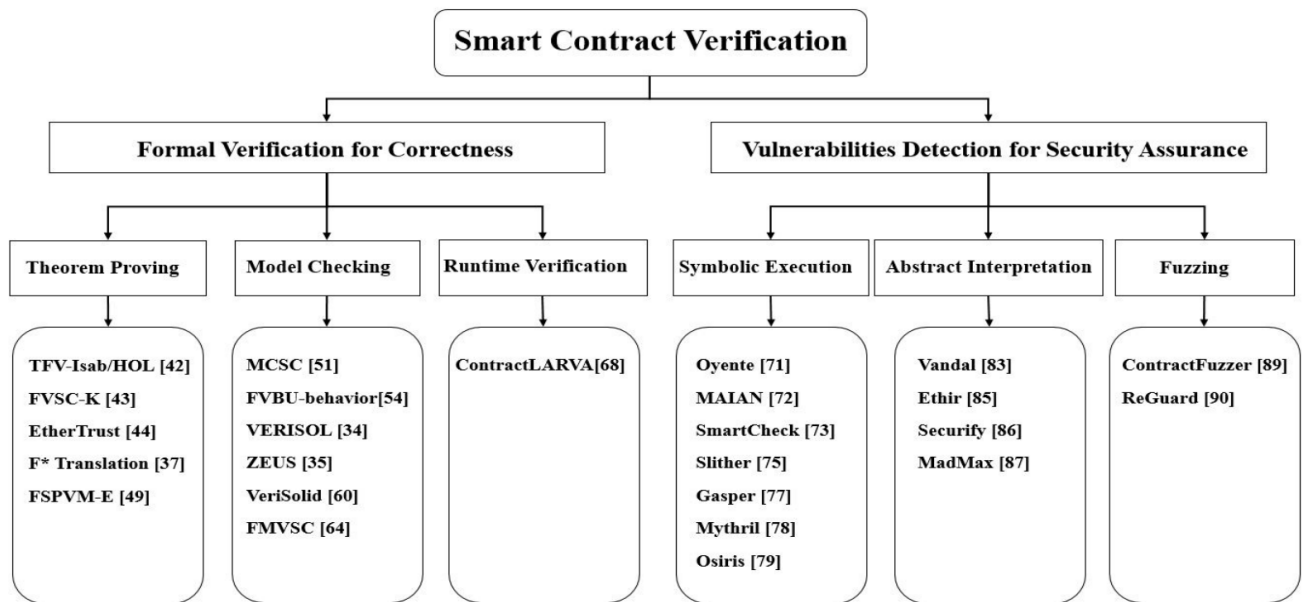 Smart Contract Verification
Formal Verification for Correctness
Vulnerabilities Detection for Security Assurance
Theorem Proving
Model Checking
Runtime Verification
Symbolic Execution
Abstract Interpretation
Fuzzing
TFV-Isab/HOL [42]
FVSC-K [43]
EtherTrust [44]
F* Translation [37]
FSPVM-E [49]
MCSC [51]
FVBU-behavior[54]
VERISOL [34]
ZEUS [35]
VeriSolid [60]
FMVSC [64]
ContractLARVA[68]
Oyente [71]
MAIAN [72]
SmartCheck [73]
Slither [75]
Gasper [77]
Mythril [78]
Osiris [79]
Vandal [83]
Ethir [85]
Securify [86]
MadMax [87]
ContractFuzzer [89]
ReGuard [90]